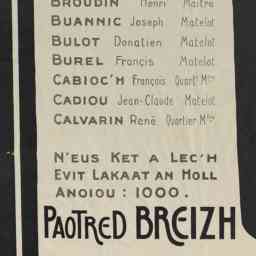 BROUDIN Henri Maître
BUANNIC Joseph Matelot
BULOT Donatien Matelot
BUREL Françis Matelot
CABIOC'H François Quart! Mtre
CADIOU Jean-Claude Matelot
CALVARIN René Quartier Mtre
N'EUS KET A LEC'H
EVIT LAKAAT AN HOLL
ANOIOU : 1000.
PAOTRED BREIZH